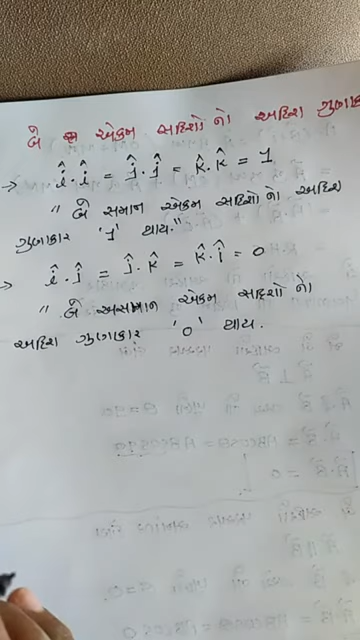 બે એકમ સદિશોનો અદિશ ગુણાકાર
→ î·î = ĵ·ĵ = k̂·k̂ = 1
" બે સમાન એકમ સદિશોનો અદિશ
ગુણાકાર '1' થાય."
→ î·ĵ = ĵ·k̂ = k̂·î = 0
" બે અસમાન એકમ સદિશોનો
અદિશ ગુણાકાર '0' થાય.